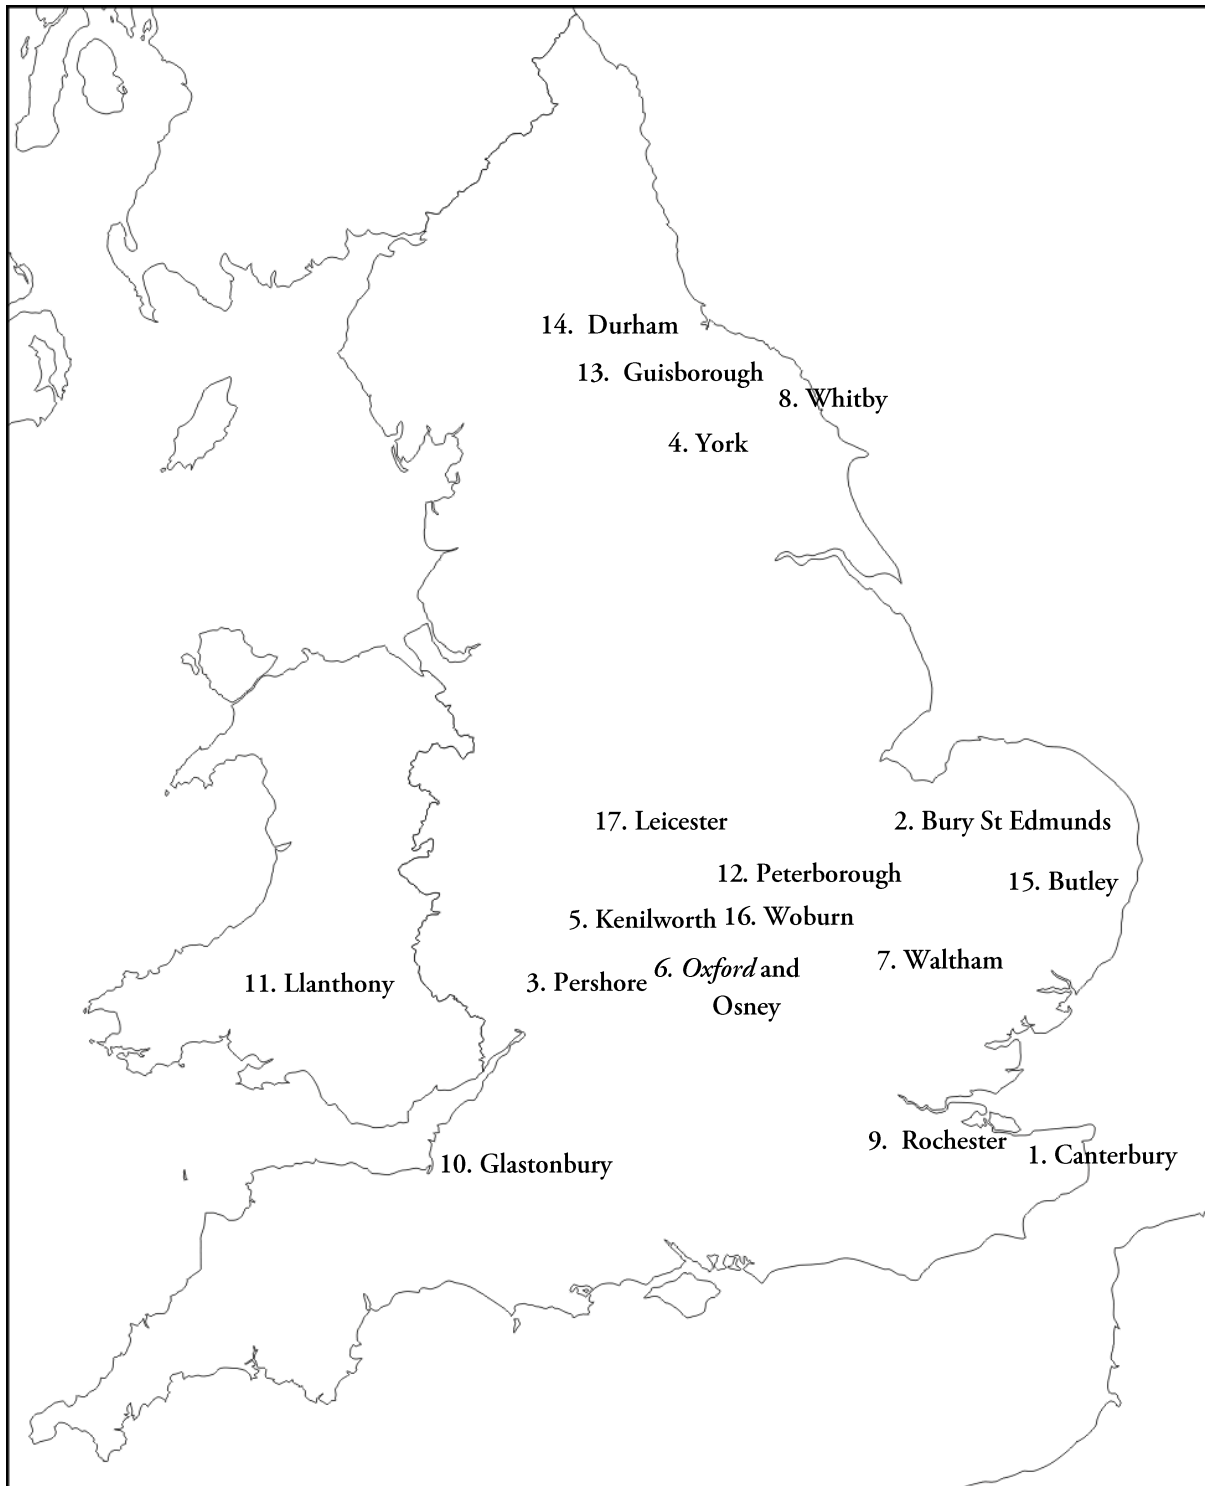 14. Durham
13. Guisborough
8. Whitby
4. York
17. Leicester
2. Bury St Edmunds
12. Peterborough
15. Butley
5. Kenilworth
16. Woburn
7. Waltham
11. Llanthony
3. Pershore
6. Oxford and
Osney
9. Rochester
1. Canterbury
10. Glastonbury